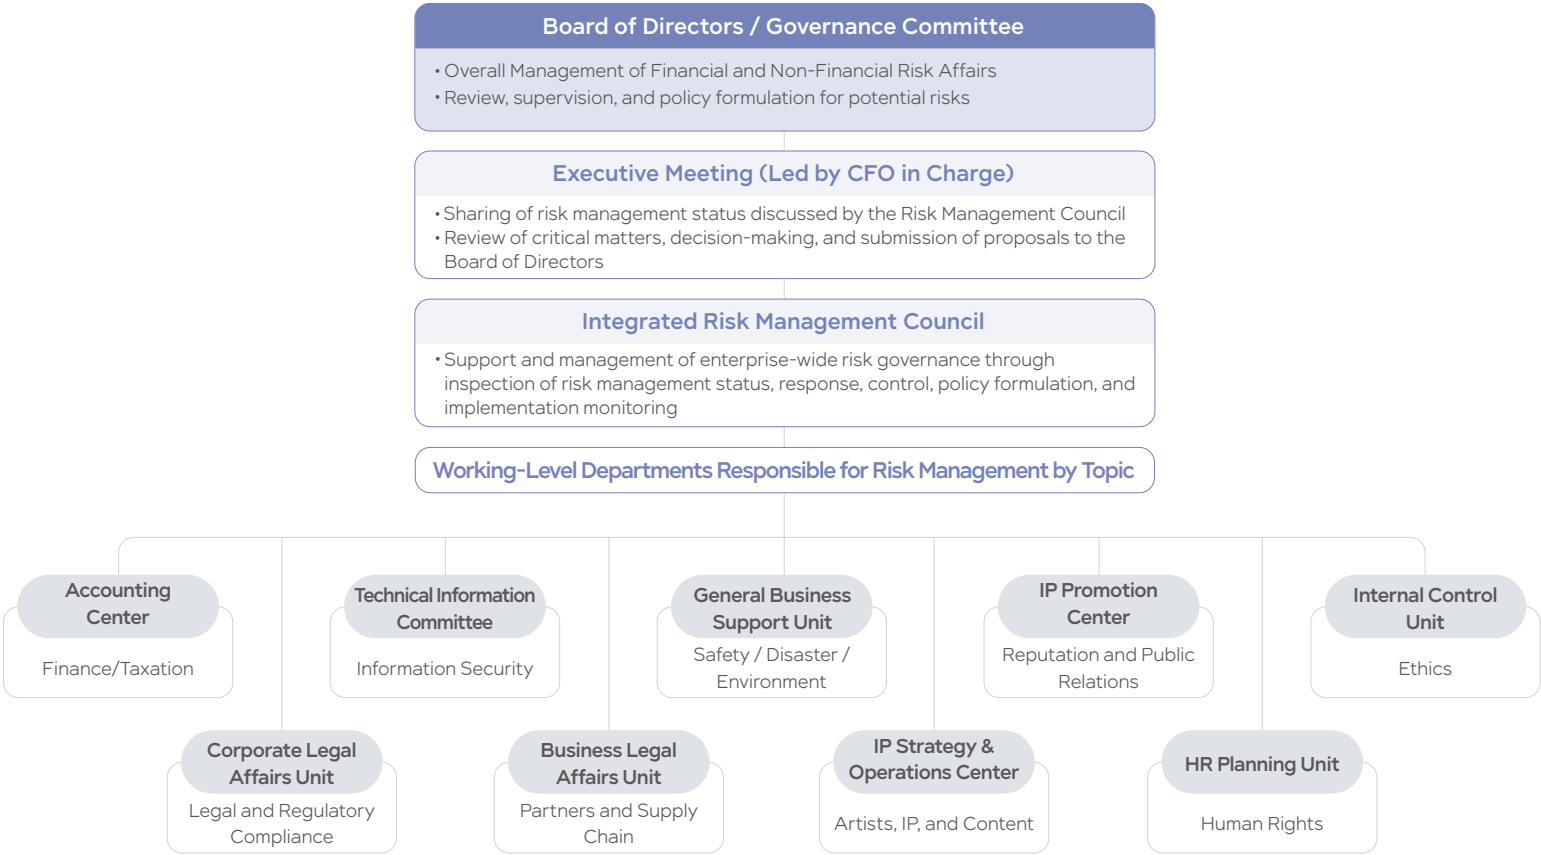 Board of Directors / Governance Committee
• Overall Management of Financial and Non-Financial Risk Affairs
• Review, supervision, and policy formulation for potential risks
Executive Meeting (Led by CFO in Charge)
• Sharing of risk management status discussed by the Risk Management Council
• Review of critical matters, decision-making, and submission of proposals to the
Board of Directors
Integrated Risk Management Council
• Support and management of enterprise-wide risk governance through
inspection of risk management status, response, control, policy formulation, and
implementation monitoring
Working-Level Departments Responsible for Risk Management by Topic
Accounting
Center
Finance/Taxation
Technical Information
Committee
Information Security
General Business
Support Unit
Safety / Disaster /
Environment
IP Promotion
Center
Reputation and Public
Relations
Internal Control
Unit
Ethics
Corporate Legal
Affairs Unit
Legal and Regulatory
Compliance
Business Legal
Affairs Unit
Partners and Supply
Chain
IP Strategy &
Operations Center
Artists, IP, and Content
HR Planning Unit
Human Rights